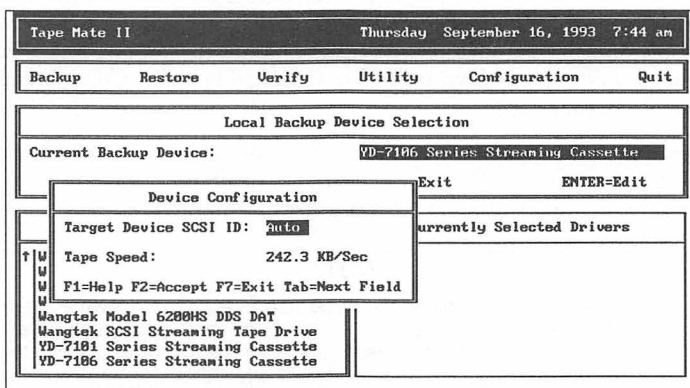 Tape Mate II Thursday September 16, 1993 7:44 am
Backup Restore Verify Utility Configuration Quit
Local Backup Device Selection
Current Backup Device: YD-7106 Series Streaming Cassette
Exit ENTER=Edit
Device Configuration
Target Device SCSI ID: Auto
Tape Speed: 242.3 KB/Sec
F1=Help F2=Accept F7=Exit Tab=Next Field
urrently Selected Drivers
↑ W
W
W
W
Wangtek Model 6200HS DDS DAT
Wangtek SCSI Streaming Tape Drive
YD-7101 Series Streaming Cassette
YD-7106 Series Streaming Cassette